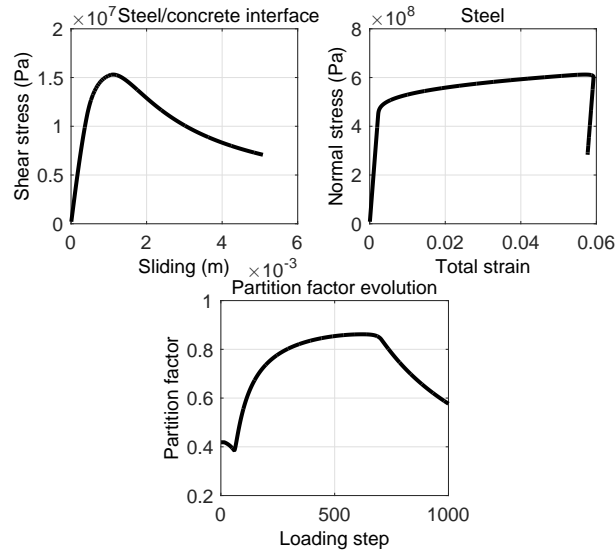 ×10⁷ Steel/concrete interface
Shear stress (Pa)
2
1.5
1
0.5
0
0 2 4 6
Sliding (m) ×10⁻³
×10⁸ Steel
Normal stress (Pa)
8
6
4
2
0
0 0.02 0.04 0.06
Total strain
Partition factor evolution
Partition factor
1
0.8
0.6
0.4
0.2
0 500 1000
Loading step